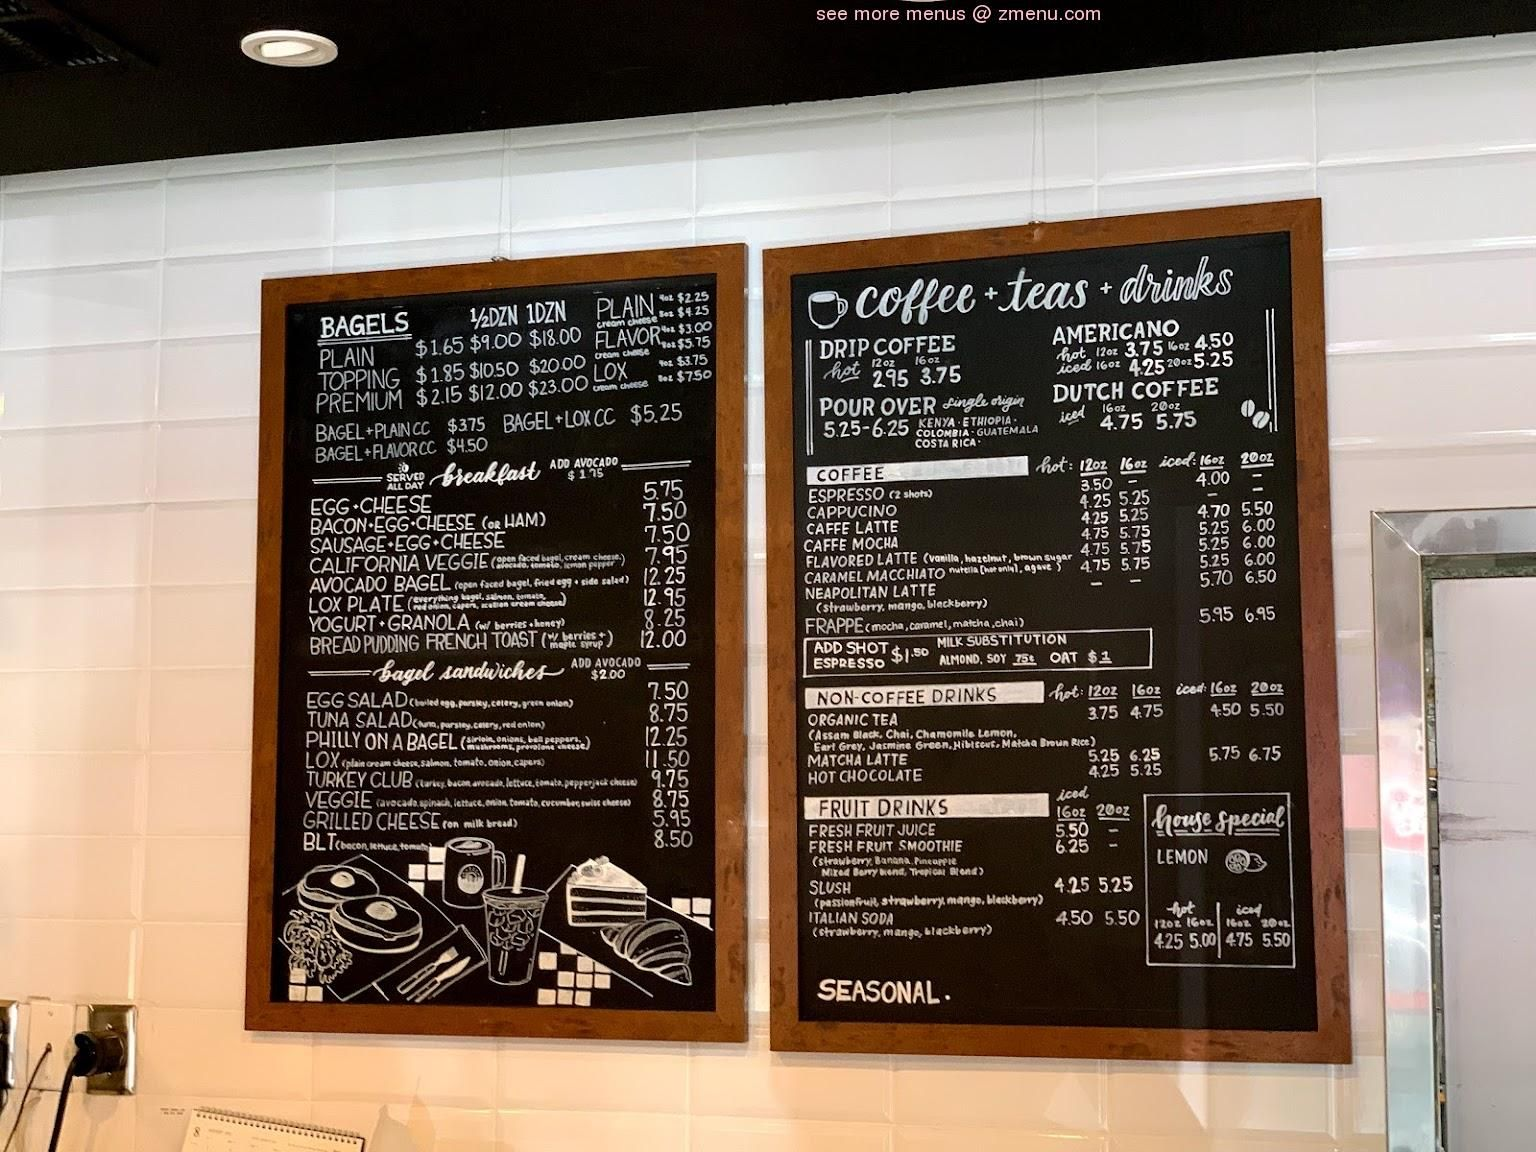 see more menus @ zmenu.com
BAGELS 1/2DZN 1DZN
PLAIN $1.65 $9.00 $18.00
TOPPING $1.85 $10.50 $20.00
PREMIUM $2.15 $12.00 $23.00
PLAIN cream cheese 4oz $2.25 8oz $4.25
FLAVOR cream cheese 4oz $3.00 8oz $5.75
LOX cream cheese 4oz $3.75 8oz $7.50
BAGEL+PLAIN CC $3.75 BAGEL+LOX CC $5.25
BAGEL+FLAVOR CC $4.50
SERVED ALL DAY breakfast ADD AVOCADO $1.75
EGG+CHEESE 5.75
BACON+EGG+CHEESE (OR HAM) 7.50
SAUSAGE+EGG+CHEESE 7.50
CALIFORNIA VEGGIE (open faced bagel, cream cheese, avocado, tomato, lemon pepper) 7.95
AVOCADO BAGEL (open faced bagel, fried egg + side salad) 12.25
LOX PLATE (everything bagel, salmon, tomato, red onion, capers, scallion cream cheese) 12.95
YOGURT+GRANOLA (w/ berries+honey) 8.25
BREAD PUDDING FRENCH TOAST (w/ berries + maple syrup) 12.00
bagel sandwiches ADD AVOCADO $2.00
EGG SALAD (boiled egg, parsley, celery, green onion) 7.50
TUNA SALAD (tuna, parsley, celery, red onion) 8.75
PHILLY ON A BAGEL (sirloin, onions, bell peppers, mushrooms, provolone cheese) 12.25
LOX (plain cream cheese, salmon, tomato, onion, capers) 11.50
TURKEY CLUB (turkey, bacon, avocado, lettuce, tomato, pepperjack cheese) 9.75
VEGGIE (avocado, spinach, lettuce, onion, tomato, cucumber, swiss cheese) 8.75
GRILLED CHEESE (on milk bread) 5.95
BLT (bacon, lettuce, tomato) 8.50
coffee + teas + drinks
DRIP COFFEE
hot 12oz 2.95 16oz 3.75
POUR OVER single origin
5.25-6.25 KENYA · ETHIOPIA ·
COLOMBIA · GUATEMALA
COSTA RICA ·
AMERICANO
hot 12oz 3.75 16oz 4.50
iced 16oz 4.25 20oz 5.25
DUTCH COFFEE
iced 16oz 4.75 20oz 5.75
COFFEE hot: 12oz 16oz iced: 16oz 20oz
ESPRESSO (2 shots) 3.50 – 4.00 –
CAPPUCINO 4.25 5.25 – –
CAFFE LATTE 4.25 5.25 4.70 5.50
CAFFE MOCHA 4.75 5.75 5.25 6.00
FLAVORED LATTE (vanilla, hazelnut, brown sugar nutella [hot only], agave) 4.75 5.75 5.25 6.00
CARAMEL MACCHIATO 4.75 5.75 5.25 6.00
NEAPOLITAN LATTE – – 5.70 6.50
(strawberry, mango, blackberry)
FRAPPE (mocha, caramel, matcha, chai) 5.95 6.95
ADD SHOT ESPRESSO $1.50 MILK SUBSTITUTION
ALMOND, SOY 75¢ OAT $1
NON-COFFEE DRINKS hot: 12oz 16oz iced: 16oz 20oz
ORGANIC TEA 3.75 4.75 4.50 5.50
(Assam Black, Chai, Chamomile Lemon,
Earl Grey, Jasmine Green, Hibiscus, Matcha Brown Rice)
MATCHA LATTE 5.25 6.25 5.75 6.75
HOT CHOCOLATE 4.25 5.25
FRUIT DRINKS iced 16oz 20oz
FRESH FRUIT JUICE 5.50 –
FRESH FRUIT SMOOTHIE 6.25 –
(strawberry, Banana, Pineapple
Mixed Berry blend, Tropical Blend)
SLUSH 4.25 5.25
(passionfruit, strawberry, mango, blackberry)
ITALIAN SODA 4.50 5.50
(strawberry, mango, blackberry)
house special
LEMON
hot iced
12oz 16oz 16oz 20oz
4.25 5.00 4.75 5.50
SEASONAL.